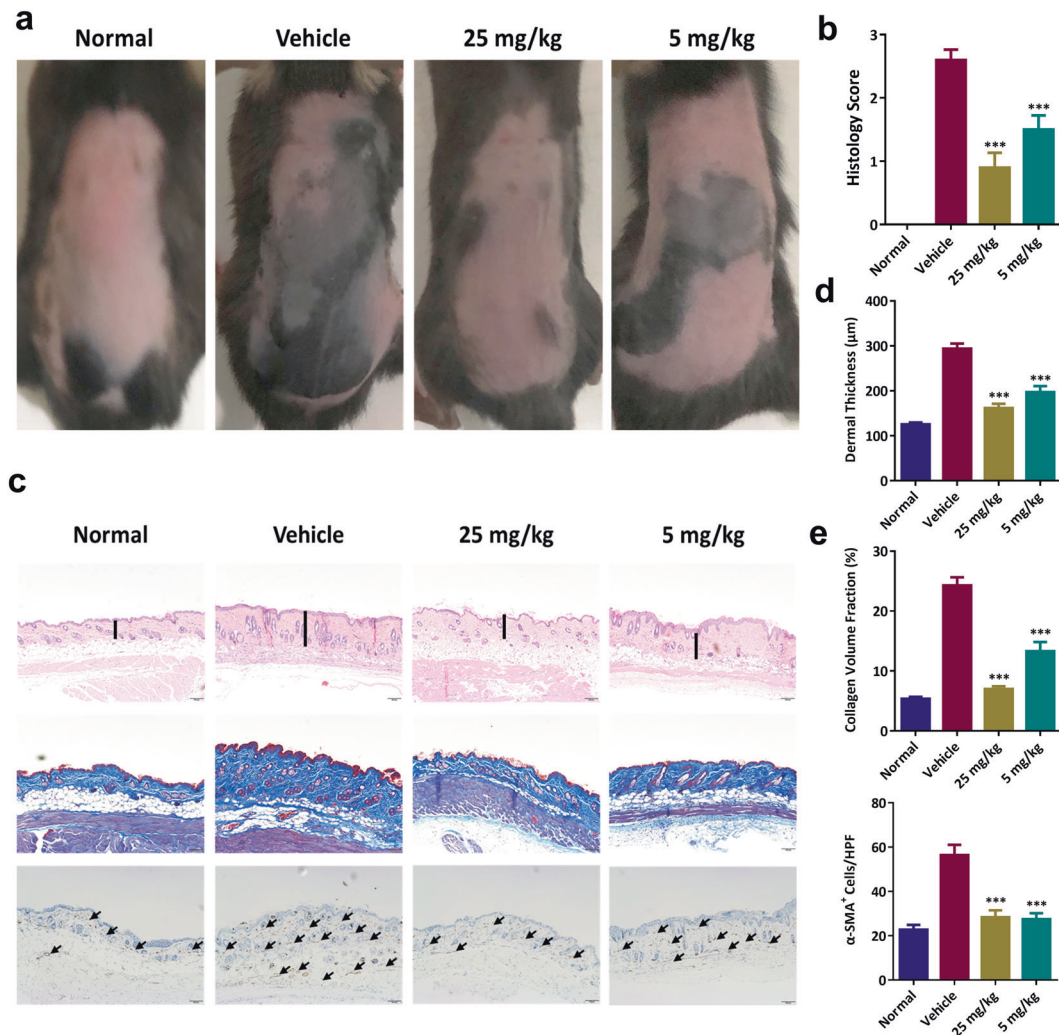 a
Normal
Vehicle
25 mg/kg
5 mg/kg
b
Histology Score
3
2
1
0
***
***
Normal
Vehicle
25 mg/kg
5 mg/kg
c
Normal
Vehicle
25 mg/kg
5 mg/kg
d
Dermal Thickness (µm)
400
300
200
100
0
***
***
Normal
Vehicle
25 mg/kg
5 mg/kg
e
Collagen Volume Fraction (%)
30
20
10
0
***
***
Normal
Vehicle
25 mg/kg
5 mg/kg
α-SMA⁺ Cells/HPF
80
60
40
20
0
***
***
Normal
Vehicle
25 mg/kg
5 mg/kg